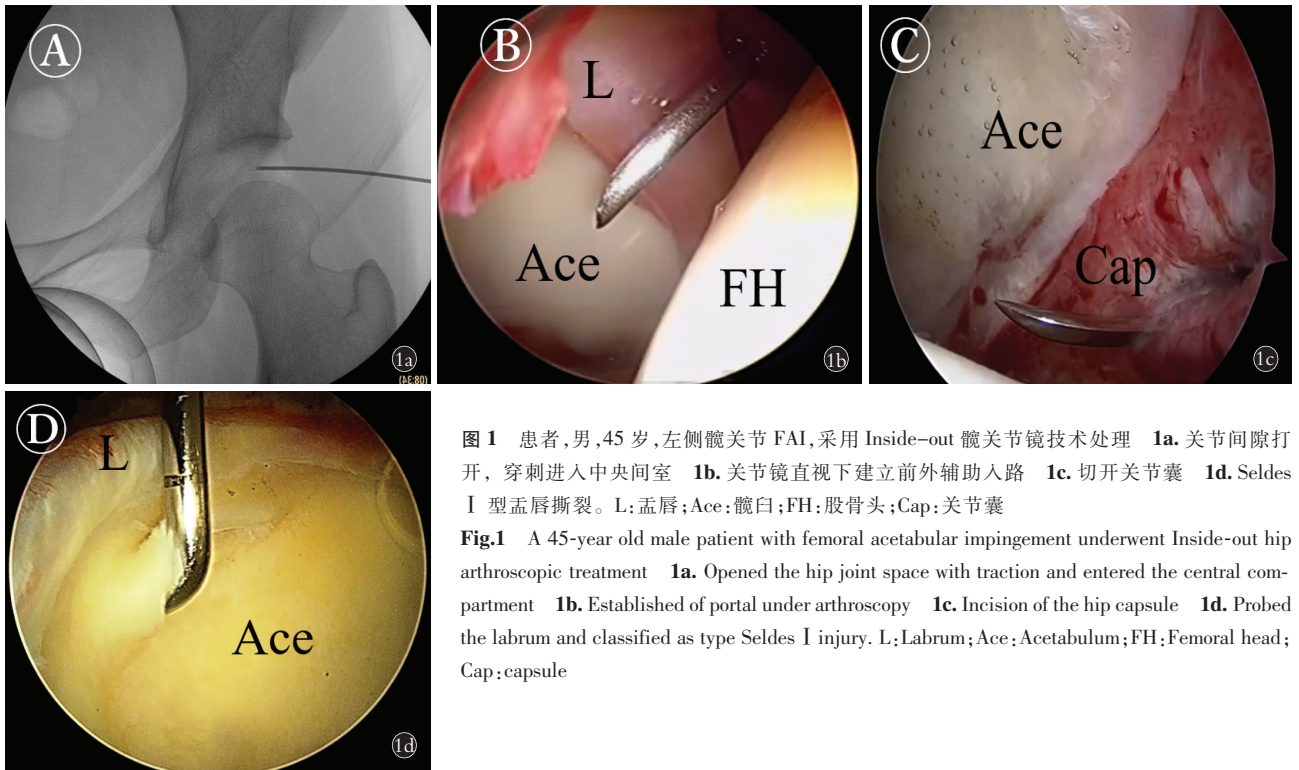 A
1a
(08:34)
B
L
Ace
FH
1b
C
Ace
Cap
1c
D
L
Ace
1d
图 1 患者,男,45 岁,左侧髋关节 FAI,采用 Inside-out 髋关节镜技术处理 1a. 关节间隙打
开，穿刺进入中央间室 1b. 关节镜直视下建立前外辅助入路 1c. 切开关节囊 1d. Seldes
Ⅰ 型盂唇撕裂。L:盂唇;Ace:髋臼;FH:股骨头;Cap:关节囊
Fig.1 A 45-year old male patient with femoral acetabular impingement underwent Inside-out hip
arthroscopic treatment 1a. Opened the hip joint space with traction and entered the central com-
partment 1b. Established of portal under arthroscopy 1c. Incision of the hip capsule 1d. Probed
the labrum and classified as type Seldes Ⅰ injury. L:Labrum;Ace:Acetabulum;FH:Femoral head;
Cap:capsule